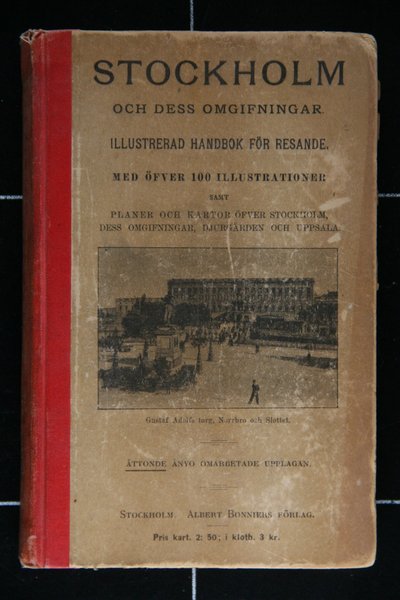 STOCKHOLM
OCH DESS OMGIFNINGAR.
ILLUSTRERAD HANDBOK FÖR RESANDE.
MED ÖFVER 100 ILLUSTRATIONER
SAMT
PLANER OCH KARTOR ÖFVER STOCKHOLM,
DESS OMGIFNINGAR, DJURGÅRDEN OCH UPPSALA.
Gustaf Adolfs torg, Norrbro och Slottet.
ÅTTONDE ÅNYO OMARBETADE UPPLAGAN.
STOCKHOLM. ALBERT BONNIERS FÖRLAG.
Pris kart. 2: 50; i klotb. 3 kr.